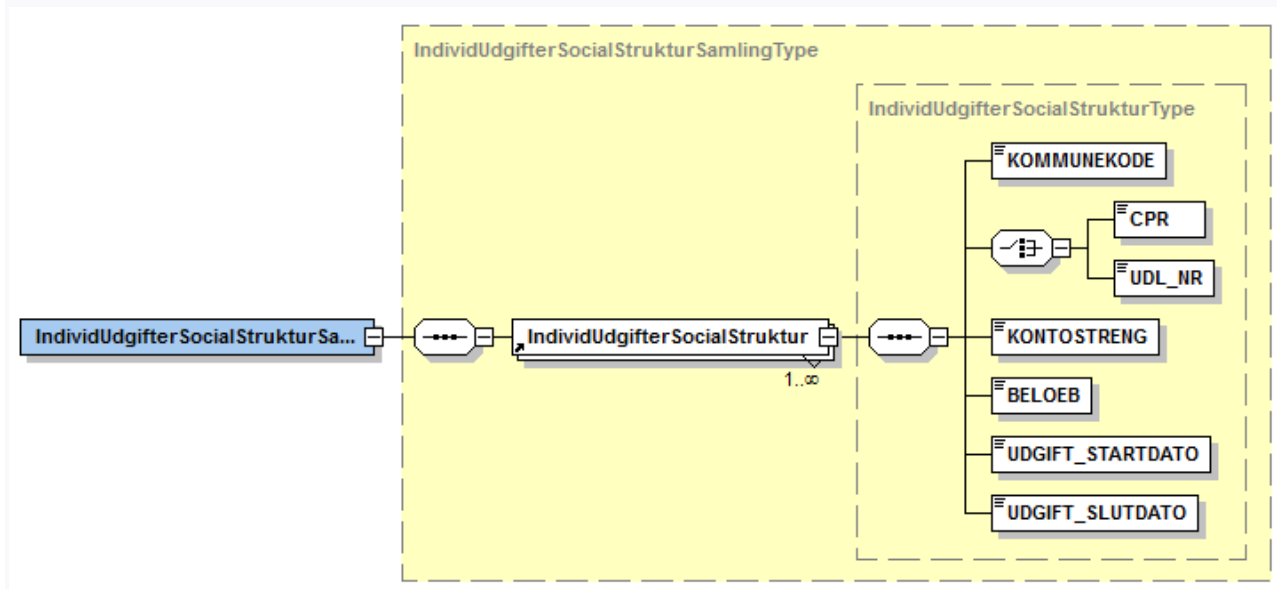 IndividUdgifterSocialStrukturSamlingType
IndividUdgifterSocialStrukturType
KOMMUNEKODE
CPR
UDL_NR
IndividUdgifterSocialStrukturSa...
IndividUdgifterSocialStruktur
KONTOSTRENG
1..∞
BELOEB
UDGIFT_STARTDATO
UDGIFT_SLUTDATO